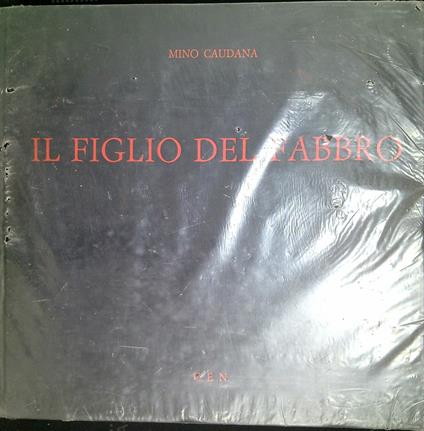 MINO CAUDANA
IL FIGLIO DEL FABBRO
C E N